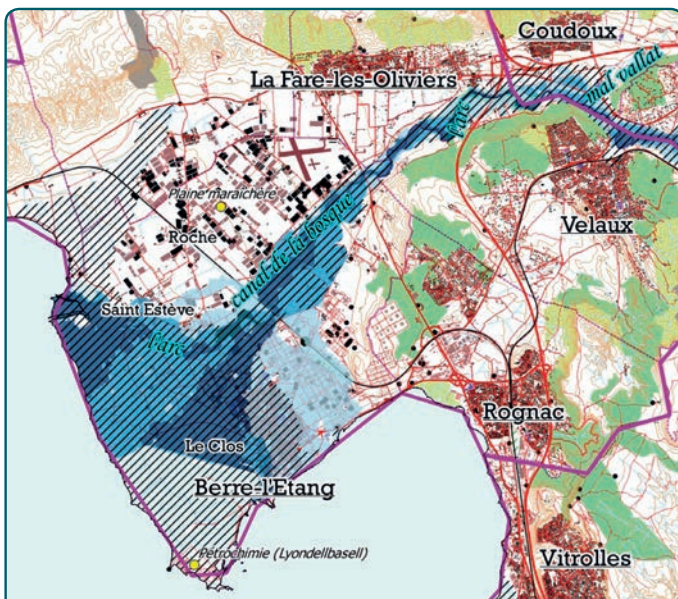 Coudoux
La Fare-les-Oliviers
mal vallat
l'arc
Plaine maraichère
Velaux
Roche
canal de la bosque
Saint Estève
l'arc
Rognac
Le Clos
Berre-l'Etang
Pétrochimie (Lyondellbasell)
Vitrolles